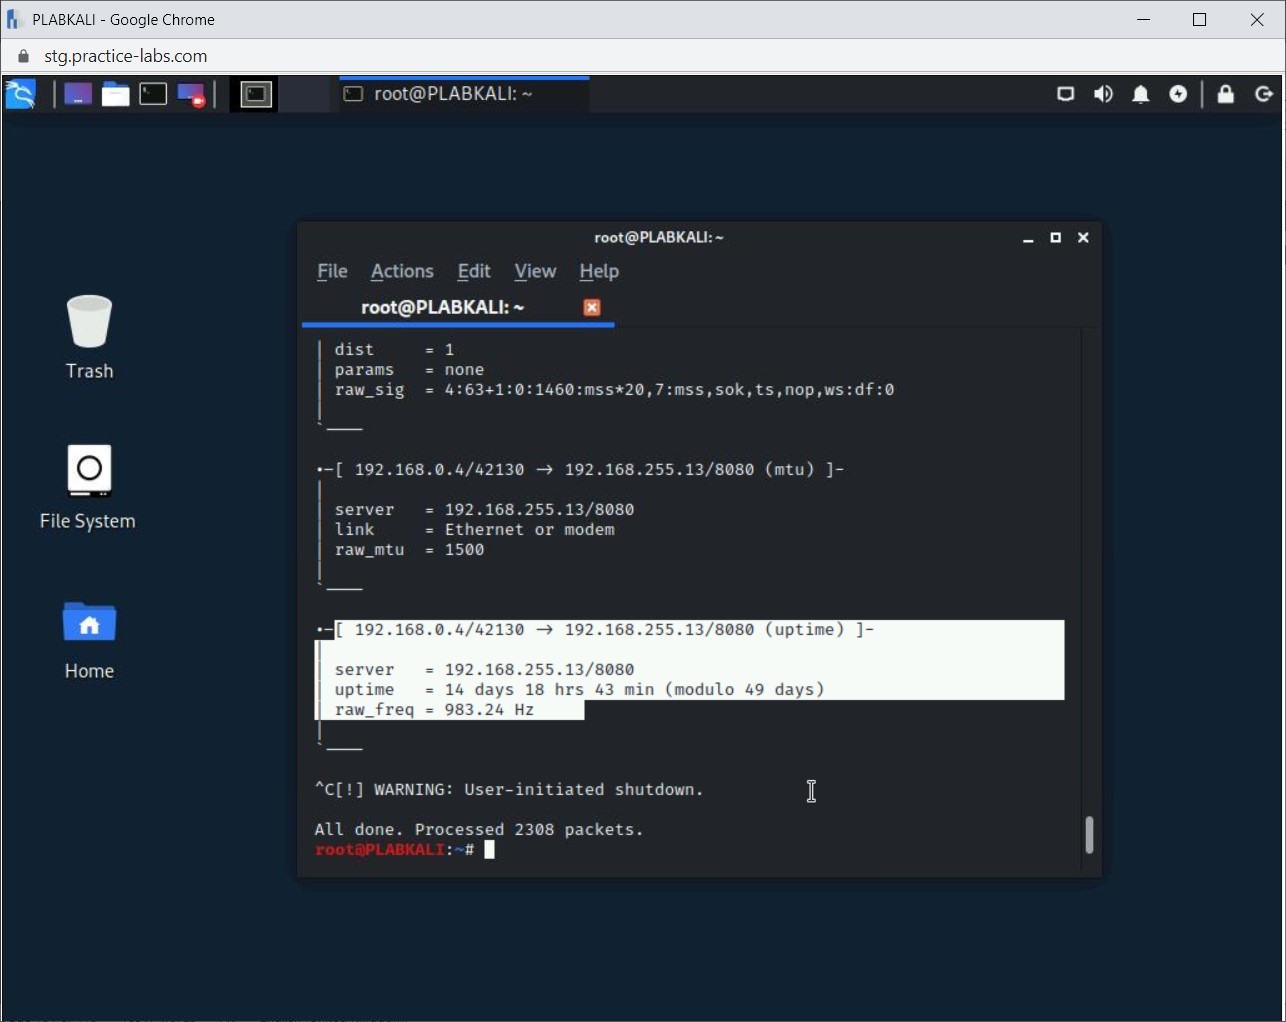 PLABKALI - Google Chrome
stg.practice-labs.com
root@PLABKALI: ~
root@PLABKALI:~
File Actions Edit View Help
root@PLABKALI: ~
Trash
File System
Home
| dist = 1
| params = none
| raw_sig = 4:63+1:0:1460:mss*20,7:mss,sok,ts,nop,ws:df:0
|
`____
.-[ 192.168.0.4/42130 → 192.168.255.13/8080 (mtu) ]-
|
| server = 192.168.255.13/8080
| link = Ethernet or modem
| raw_mtu = 1500
|
`____
.-[ 192.168.0.4/42130 → 192.168.255.13/8080 (uptime) ]-
|
| server = 192.168.255.13/8080
| uptime = 14 days 18 hrs 43 min (modulo 49 days)
| raw_freq = 983.24 Hz
|
`____
^C[!] WARNING: User-initiated shutdown.
All done. Processed 2308 packets.
root@PLABKALI:~#